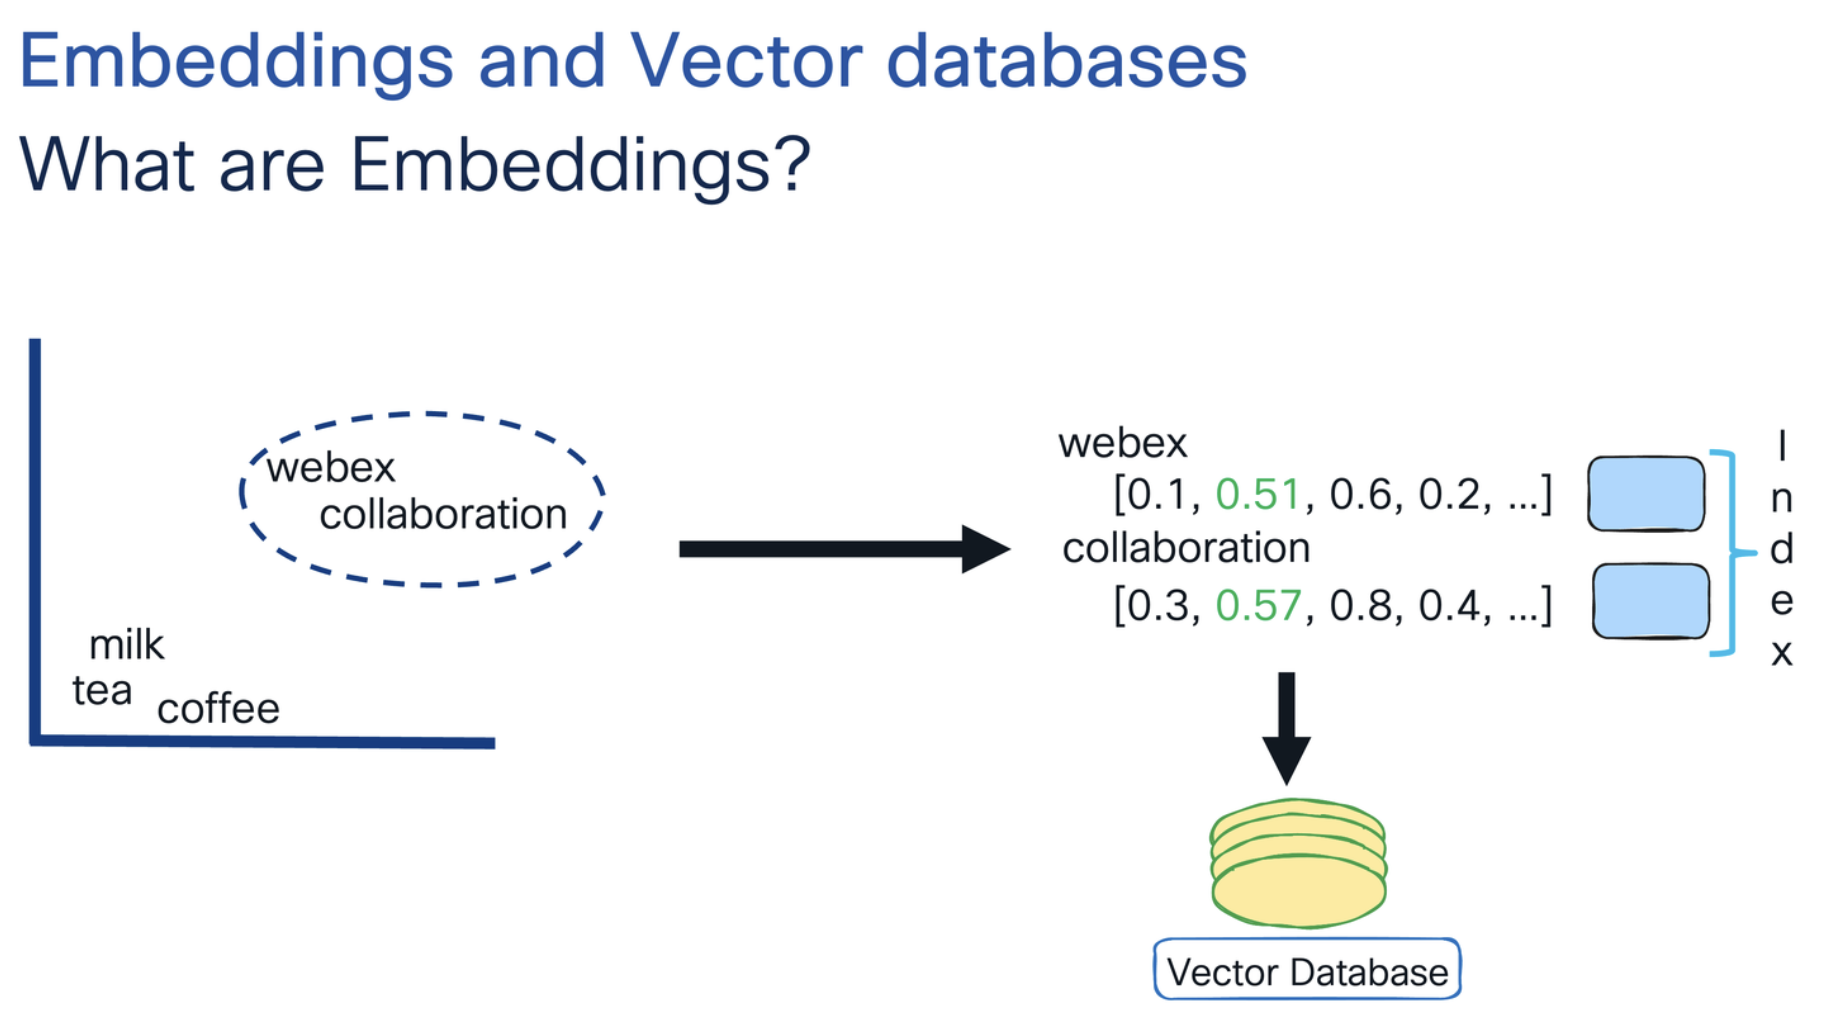 Embeddings and Vector databases
What are Embeddings?
webex
collaboration
milk
tea
coffee
webex
[0.1, 0.51, 0.6, 0.2, ...]
collaboration
[0.3, 0.57, 0.8, 0.4, ...]
I
n
d
e
x
Vector Database